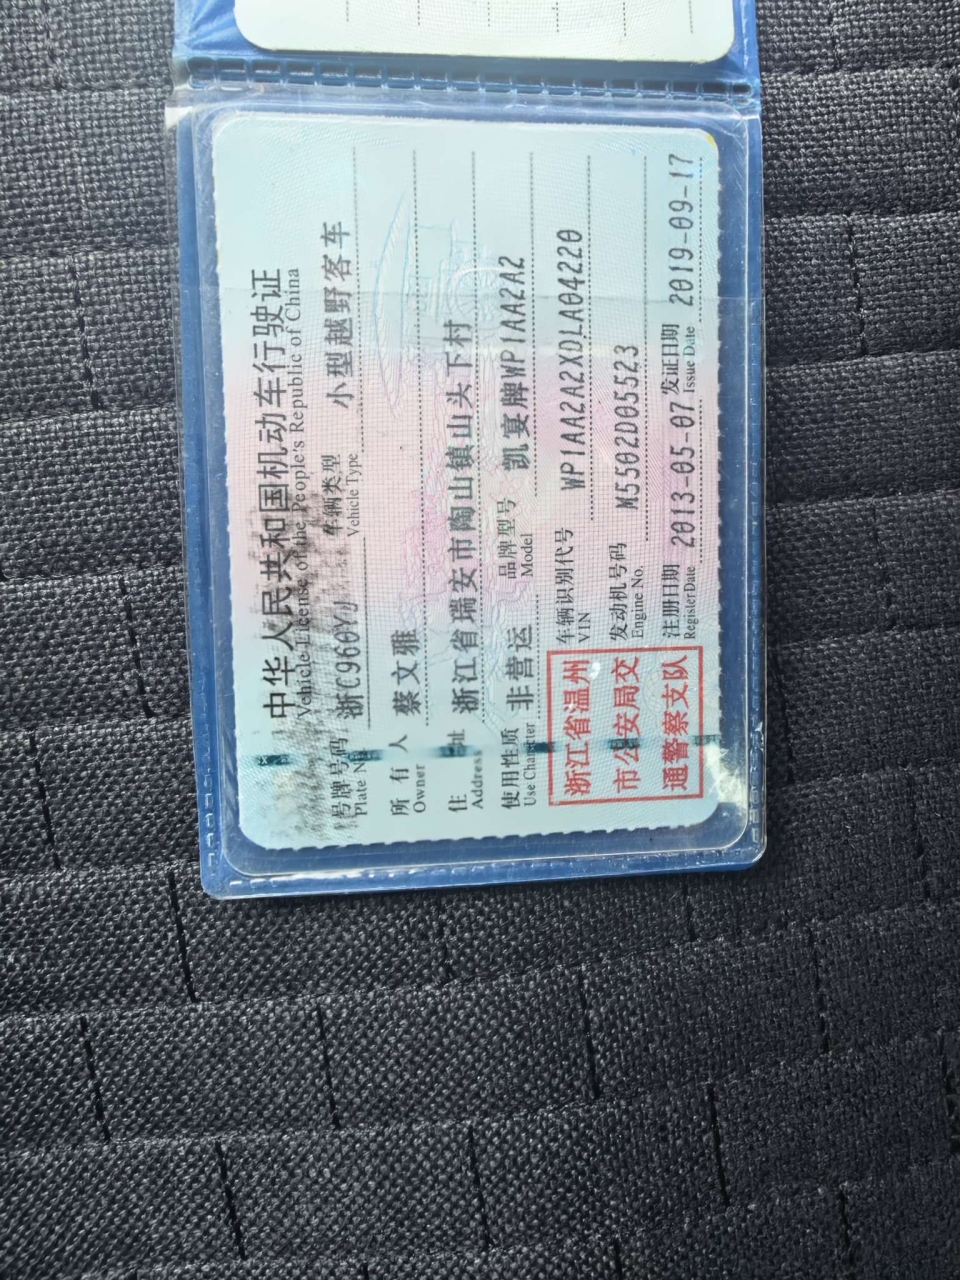 中华人民共和国机动车行驶证
Vehicle License of the People's Republic of China
号牌号码 浙C960YJ 车辆类型 小型越野客车
Plate No. Vehicle Type
所有人 蔡文雅
Owner
住址 浙江省瑞安市陶山镇山头下村
Address
使用性质 非营运 品牌型号 凯宴牌WP1AA2A2
Use Character Model
浙江省温州
市公安局交
通警察支队
车辆识别代号 WP1AA2A2XDLA04220
VIN
发动机号码 M5502D05523
Engine No.
注册日期 2013-05-07 发证日期 2019-09-17
Register Date Issue Date